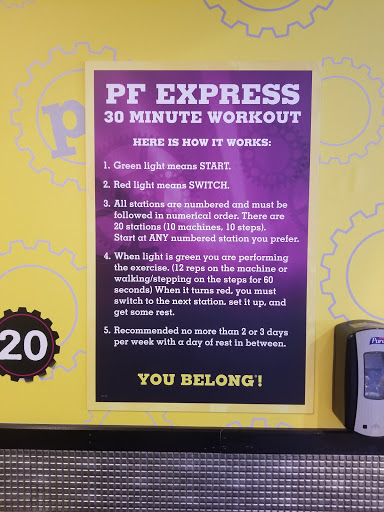 p
PF EXPRESS
30 MINUTE WORKOUT
HERE IS HOW IT WORKS:
1. Green light means START.
2. Red light means SWITCH.
3. All stations are numbered and must be
followed in numerical order. There are
20 stations (10 machines, 10 steps).
Start at ANY numbered station you prefer.
4. When light is green you are performing
the exercise. (12 reps on the machine or
walking/stepping on the steps for 60
seconds) When it turns red, you must
switch to the next station, set it up, and
get some rest.
5. Recommended no more than 2 or 3 days
per week with a day of rest in between.
YOU BELONG!
20